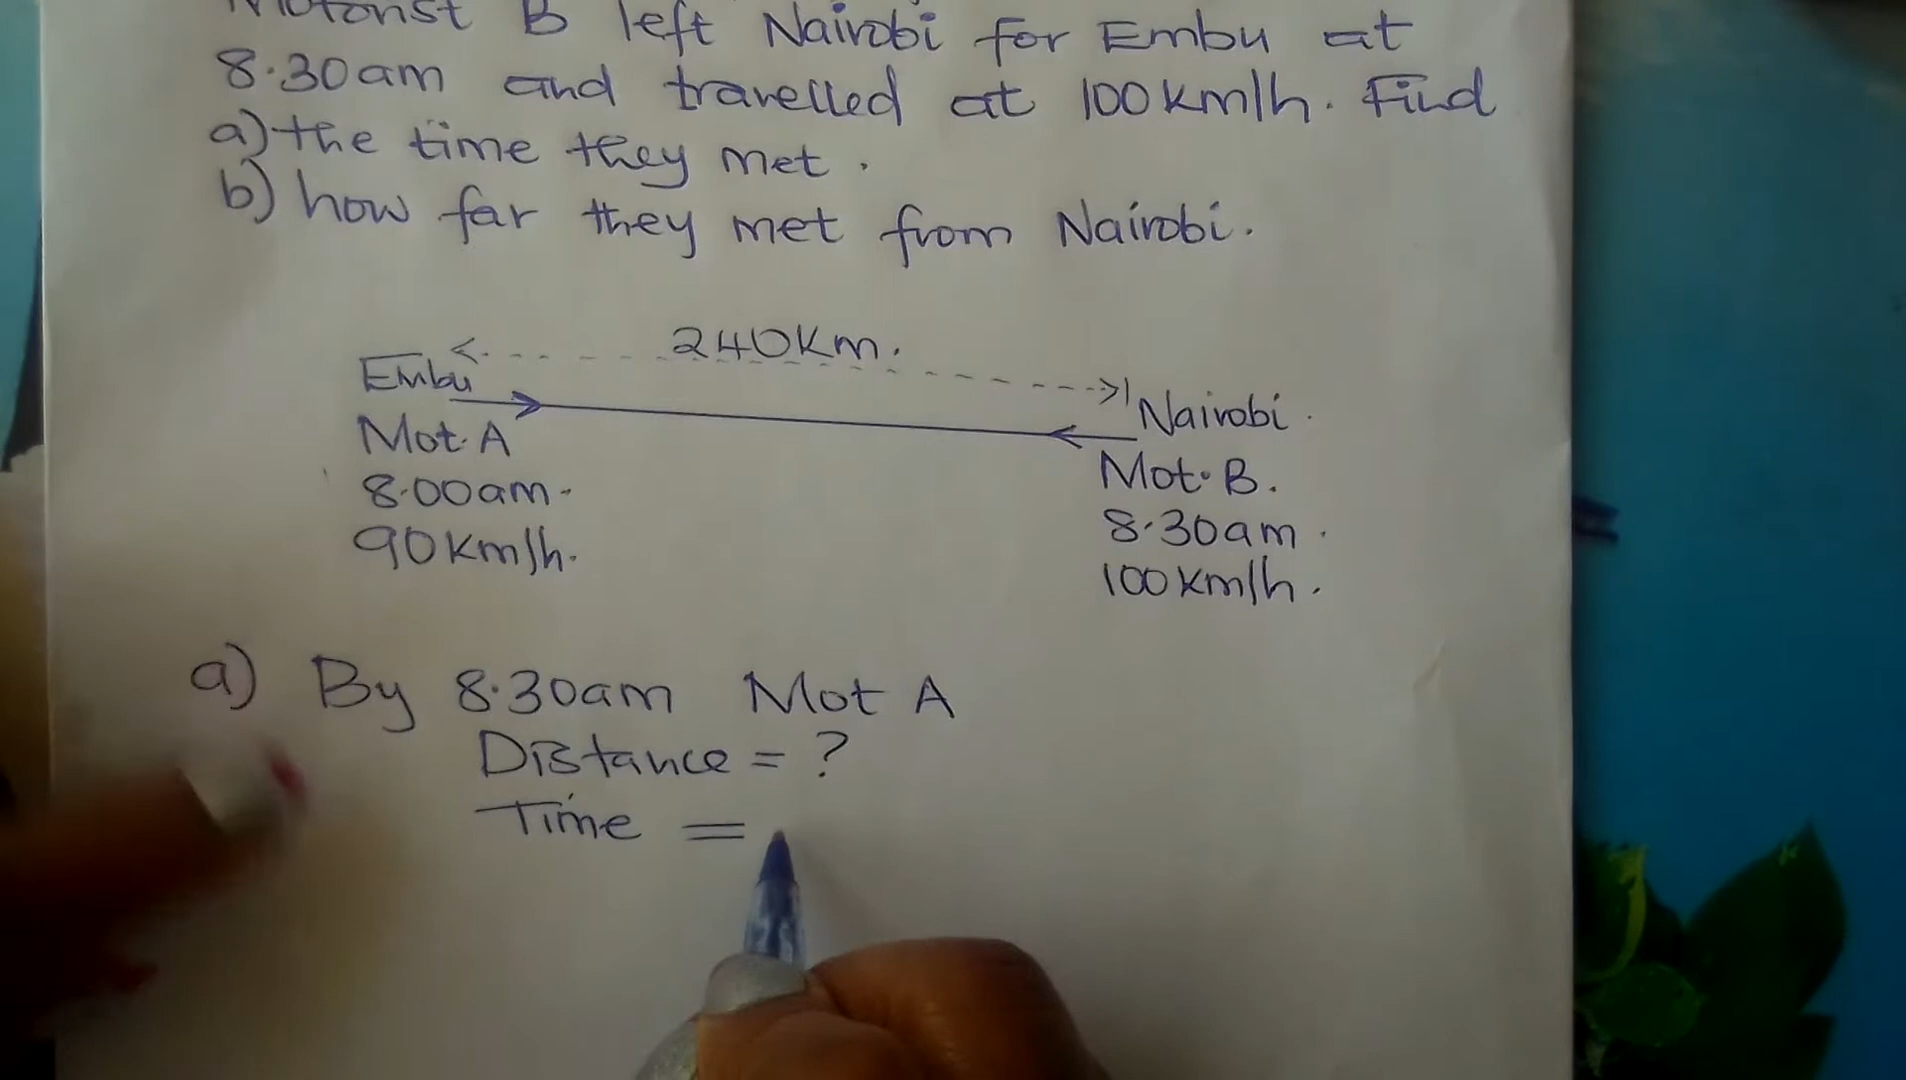 Motorist B left Nairobi for Embu at
8.30am and travelled at 100km/h. Find
a) the time they met.
b) how far they met from Nairobi.
240Km.
Embu
Nairobi.
Mot. A
Mot. B.
8.00am.
8.30am.
90km/h.
100km/h.
a) By 8.30am Mot A
Distance = ?
Time =